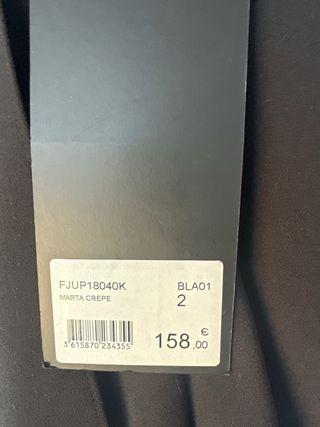 FJUP18040K BLA01
MARTA CREPE 2
3 615870 234355 158 ,00 €